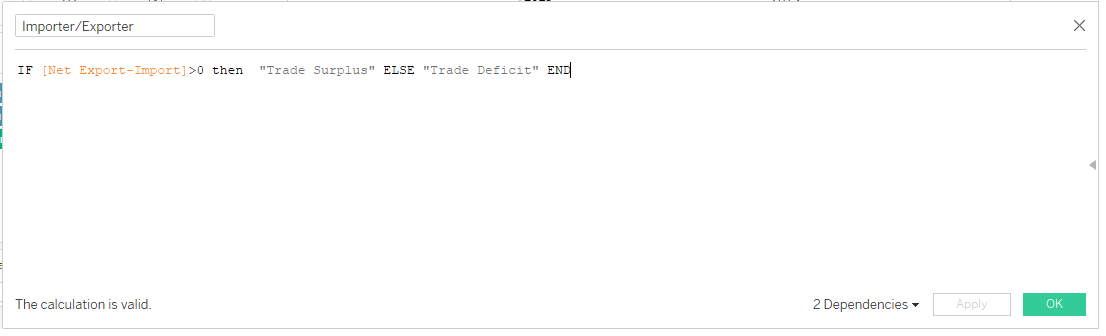 Importer/Exporter
IF [Net Export-Import]>0 then  "Trade Surplus" ELSE "Trade Deficit" END
The calculation is valid.
2 Dependencies
Apply
OK